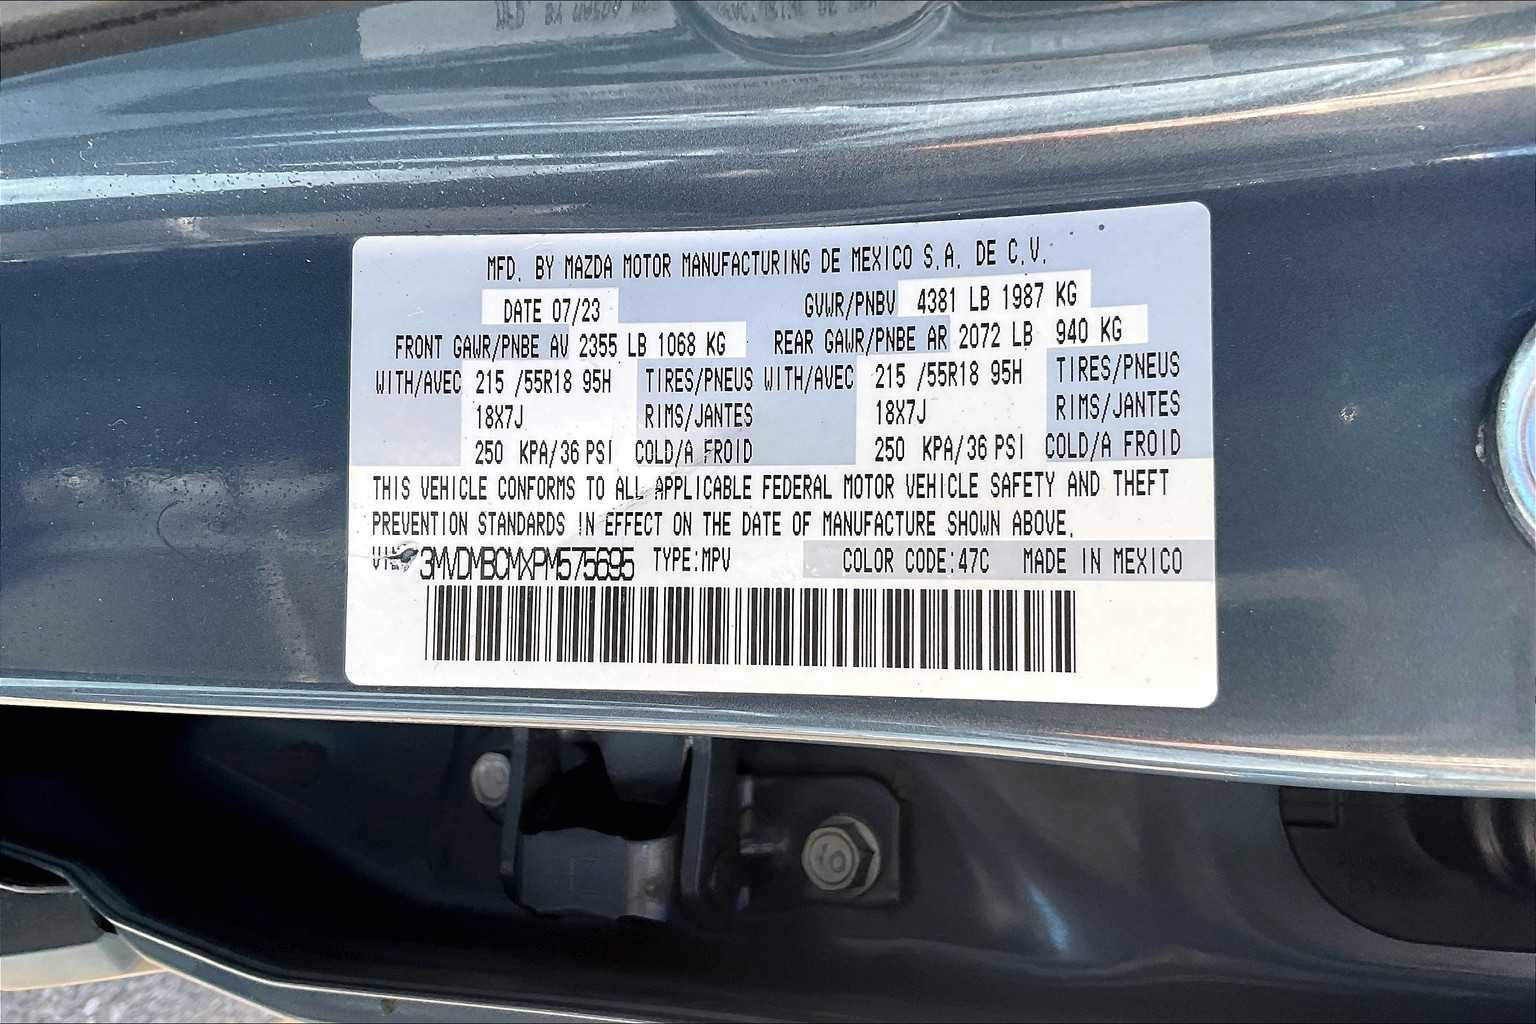 MFD. BY MAZDA MOTOR MANUFACTURING DE MEXICO S.A. DE C.V.
DATE 07/23 GVWR/PNBV 4381 LB 1987 KG
FRONT GAWR/PNBE AV 2355 LB 1068 KG REAR GAWR/PNBE AR 2072 LB 940 KG
WITH/AVEC 215 /55R18 95H TIRES/PNEUS WITH/AVEC 215 /55R18 95H TIRES/PNEUS
18X7J RIMS/JANTES 18X7J RIMS/JANTES
250 KPA/36 PSI COLD/A FROID 250 KPA/36 PSI COLD/A FROID
THIS VEHICLE CONFORMS TO ALL APPLICABLE FEDERAL MOTOR VEHICLE SAFETY AND THEFT
PREVENTION STANDARDS IN EFFECT ON THE DATE OF MANUFACTURE SHOWN ABOVE.
3MVDMBCMXPM575695 TYPE:MPV COLOR CODE:47C MADE IN MEXICO